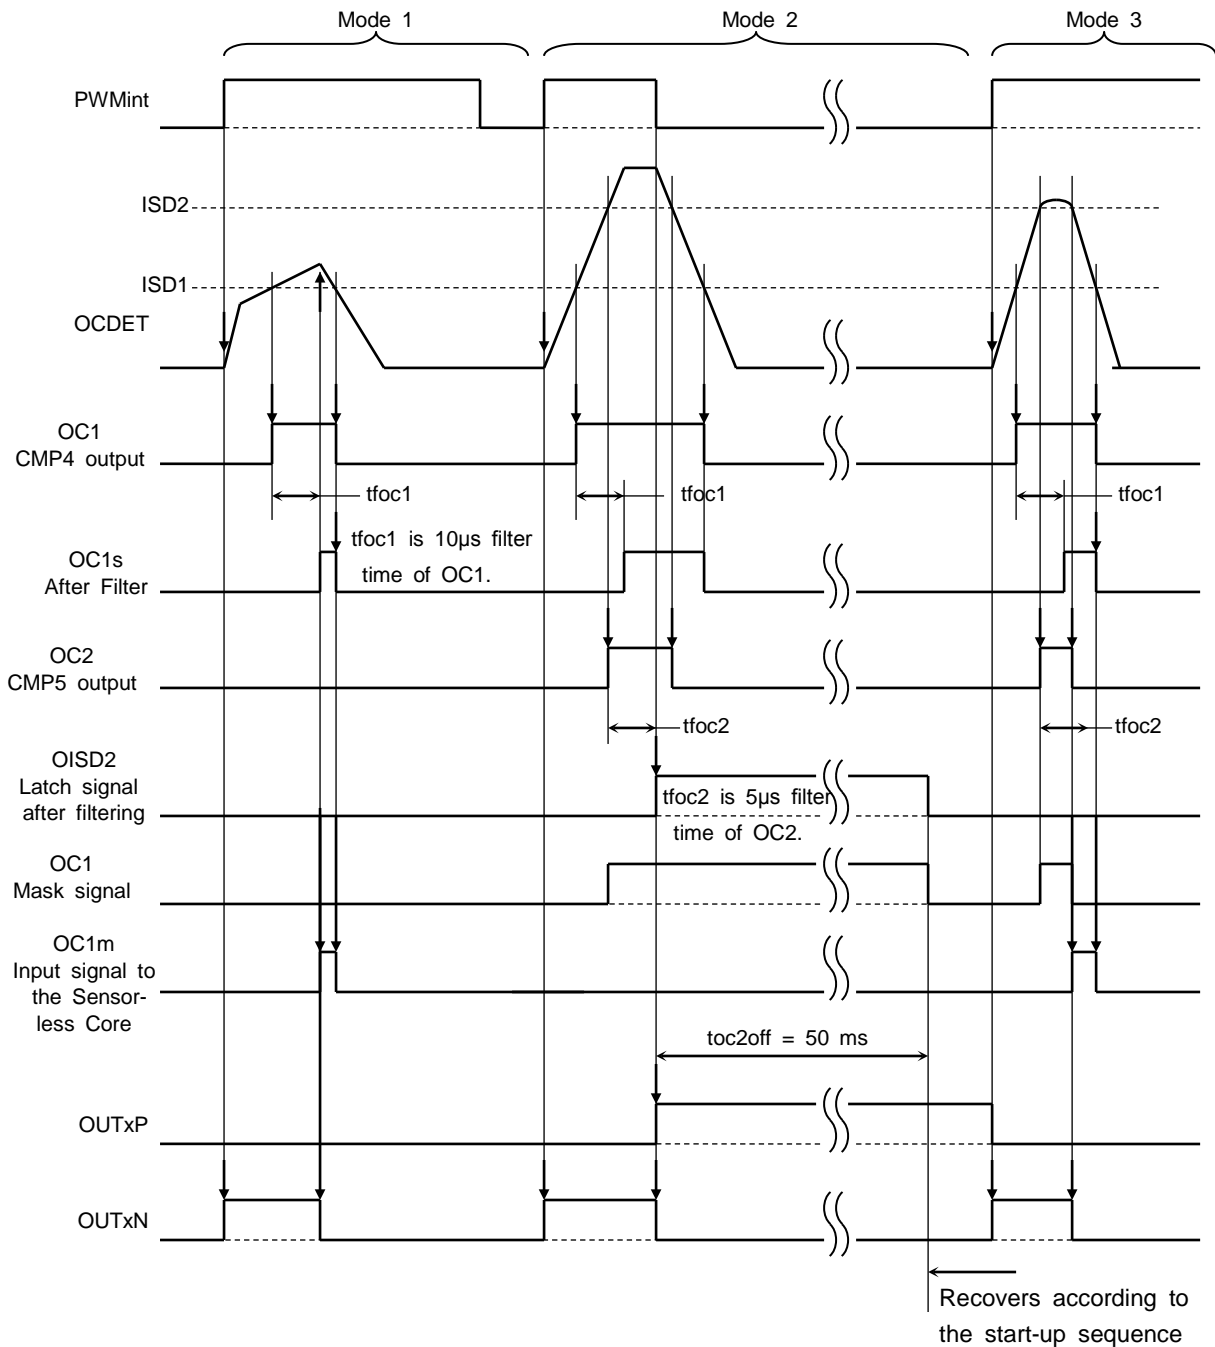 Mode 1
Mode 2
Mode 3
PWMint
ISD2
ISD1
OCDET
OC1
CMP4 output
tfoc1
tfoc1
tfoc1
tfoc1 is 10μs filter
time of OC1.
OC1s
After Filter
OC2
CMP5 output
tfoc2
tfoc2
OISD2
Latch signal
after filtering
tfoc2 is 5μs filter
time of OC2.
OC1
Mask signal
OC1m
Input signal to
the Sensor-
less Core
toc2off = 50 ms
OUTxP
OUTxN
Recovers according to
the start-up sequence